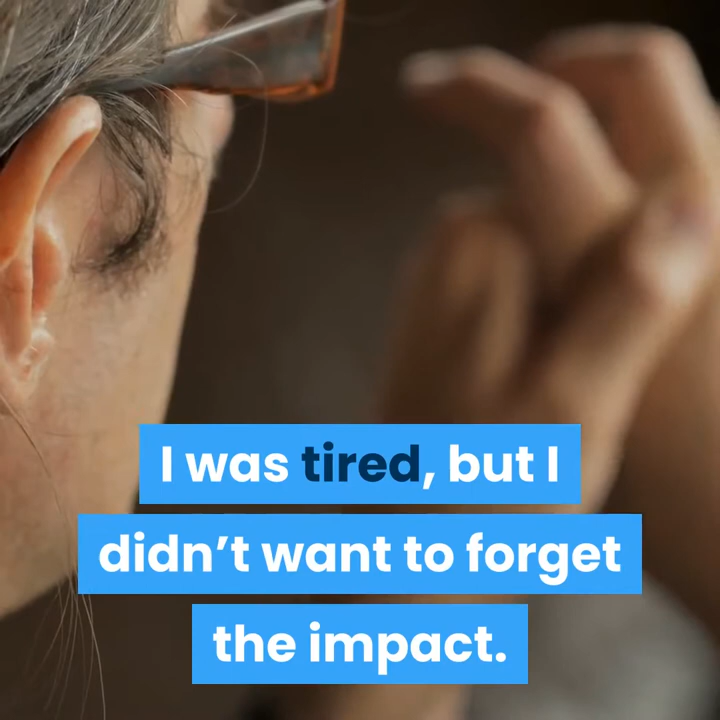 I was tired, but I
didn’t want to forget
the impact.